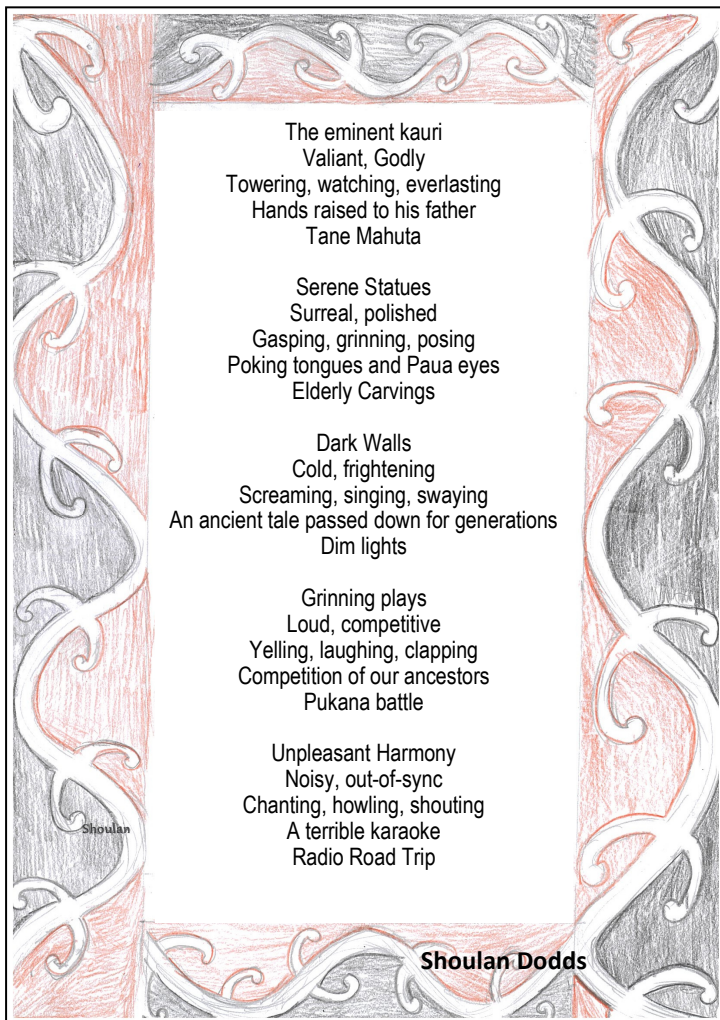 The eminent kauri
Valiant, Godly
Towering, watching, everlasting
Hands raised to his father
Tane Mahuta

Serene Statues
Surreal, polished
Gasping, grinning, posing
Poking tongues and Paua eyes
Elderly Carvings

Dark Walls
Cold, frightening
Screaming, singing, swaying
An ancient tale passed down for generations
Dim lights

Grinning plays
Loud, competitive
Yelling, laughing, clapping
Competition of our ancestors
Pukana battle

Unpleasant Harmony
Noisy, out-of-sync
Chanting, howling, shouting
A terrible karaoke
Radio Road Trip

Shoulan
Shoulan Dodds